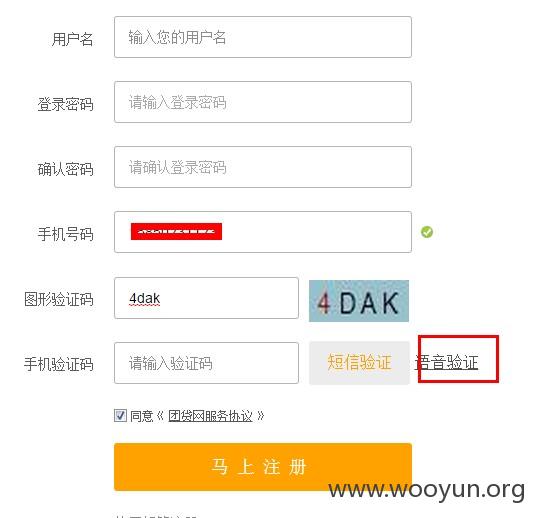 用户名 输入您的用户名
登录密码 请输入登录密码
确认密码 请确认登录密码
手机号码
图形验证码 4dak 4DAK
手机验证码 请输入验证码 短信验证 语音验证
同意《团贷网服务协议》
马上注册
www.wooyun.org